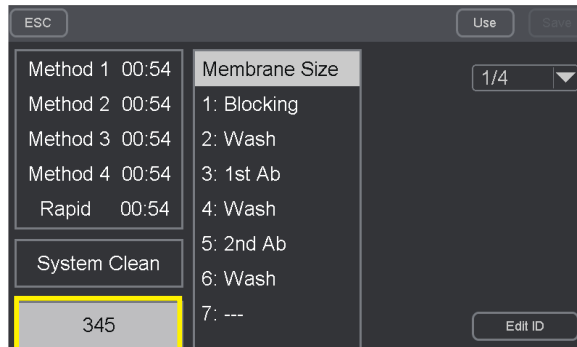 ESC
Use
Save
Method 1 00:54
Method 2 00:54
Method 3 00:54
Method 4 00:54
Rapid 00:54
System Clean
345
Membrane Size
1: Blocking
2: Wash
3: 1st Ab
4: Wash
5: 2nd Ab
6: Wash
7: ---
1/4
Edit ID